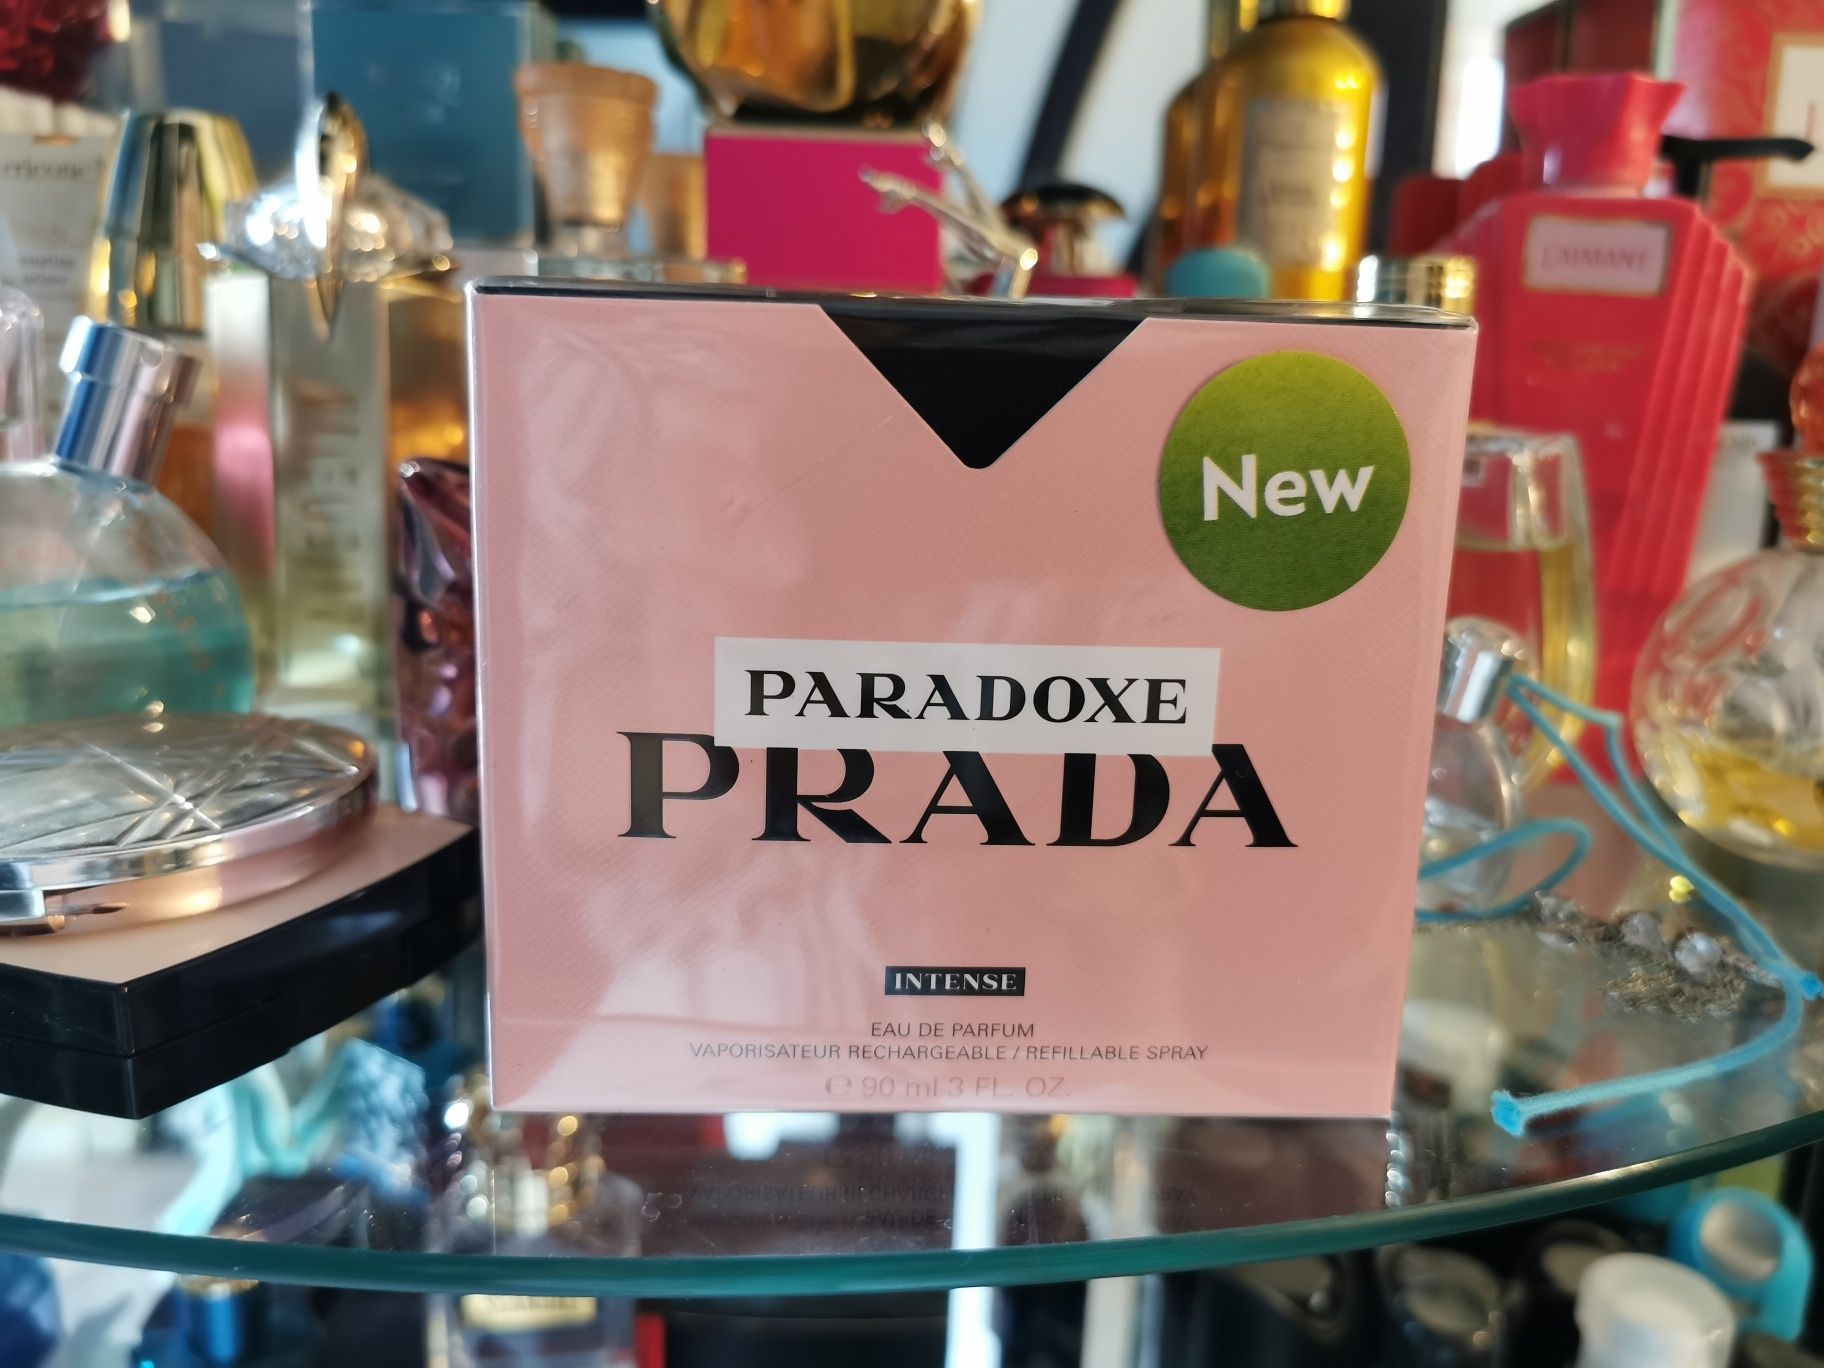 New
PARADOXE
PRADA
INTENSE
EAU DE PARFUM
VAPORISATEUR RECHARGEABLE / REFILLABLE SPRAY
℮ 90 ml 3 FL. OZ.
L'AIMANT